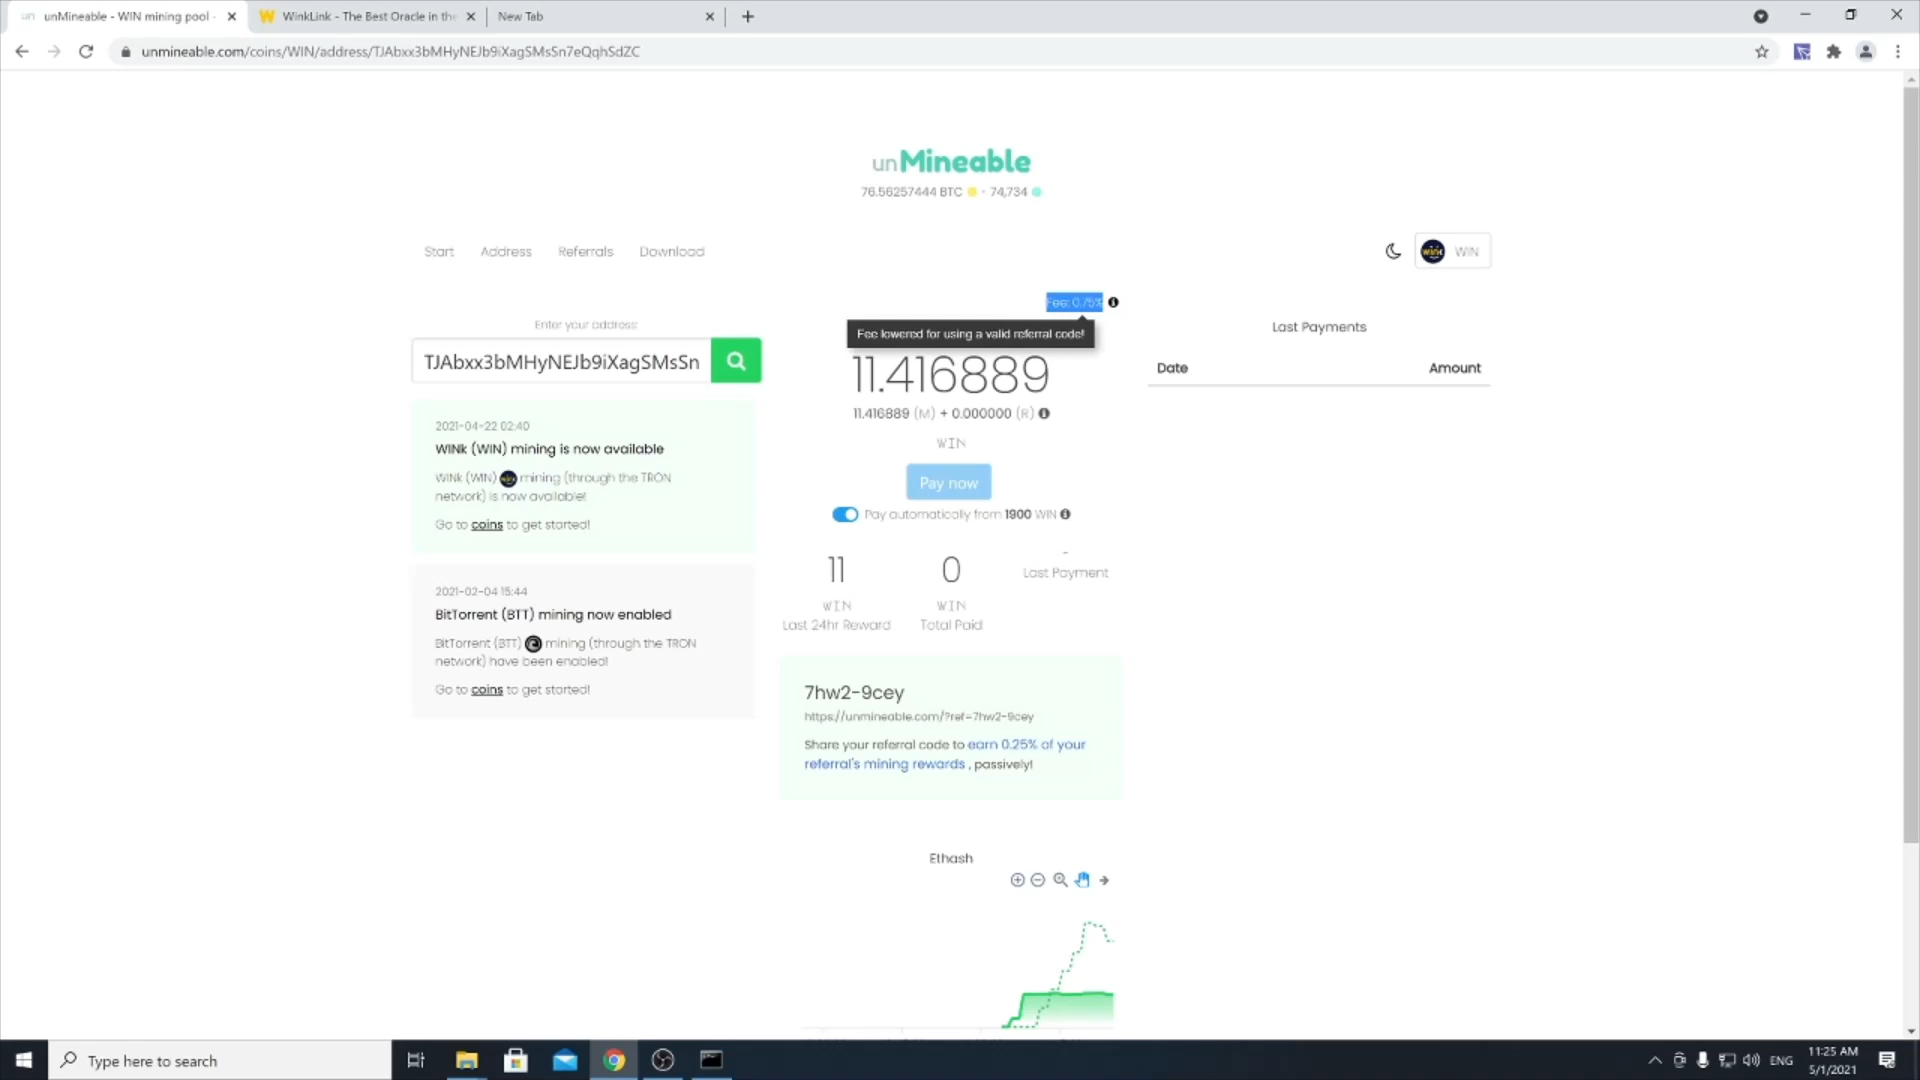 unMineable - WIN mining pool -
WinkLink - The Best Oracle in the
New Tab
unmineable.com/coins/WIN/address/TJAbxx3bMHyNEJb9iXagSMsSn7eQqhSdZC
unMineable
76.56257444 BTC - 74,734
Start
Address
Referrals
Download
WIN
Fee: 0.75%
Fee lowered for using a valid referral code!
Enter your address:
TJAbxx3bMHyNEJb9iXagSMsSn
2021-04-22 02:40
WINk (WIN) mining is now available
WINk (WIN) mining (through the TRON
network) is now available!
Go to coins to get started!
2021-02-04 15:44
BitTorrent (BTT) mining now enabled
BitTorrent (BTT) mining (through the TRON
network) have been enabled!
Go to coins to get started!
11.416889
11.416889 (M) + 0.000000 (R)
WIN
Pay now
Pay automatically from 1900 WIN
11
WIN
Last 24hr Reward
0
WIN
Total Paid
-
Last Payment
7hw2-9cey
https://unmineable.com/?ref=7hw2-9cey
Share your referral code to earn 0.25% of your
referral's mining rewards , passively!
Ethash
Last Payments
Date
Amount
Type here to search
ENG
11:25 AM
5/1/2021